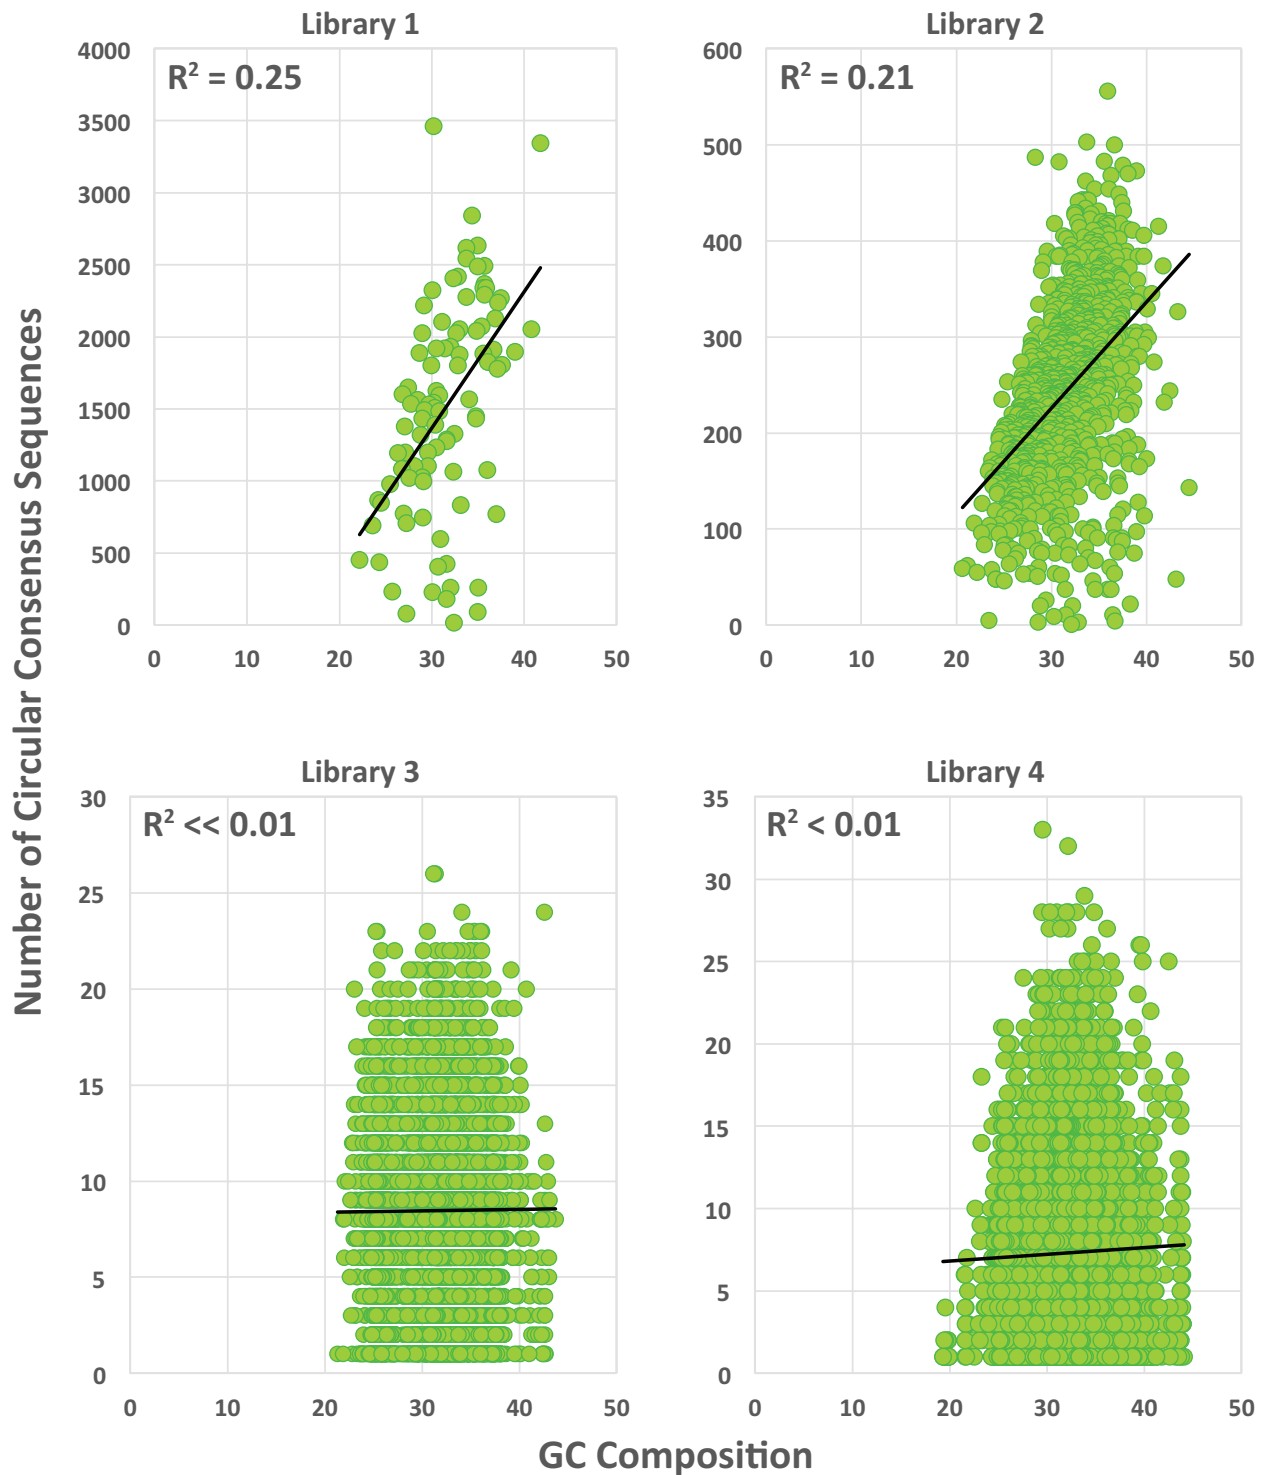 Library 1
R² = 0.25
4000
3500
3000
2500
2000
1500
1000
500
0
0 10 20 30 40 50
Library 2
R² = 0.21
600
500
400
300
200
100
0
0 10 20 30 40 50
Library 3
R² << 0.01
30
25
20
15
10
5
0
0 10 20 30 40 50
Library 4
R² < 0.01
35
30
25
20
15
10
5
0
0 10 20 30 40 50
Number of Circular Consensus Sequences
GC Composition